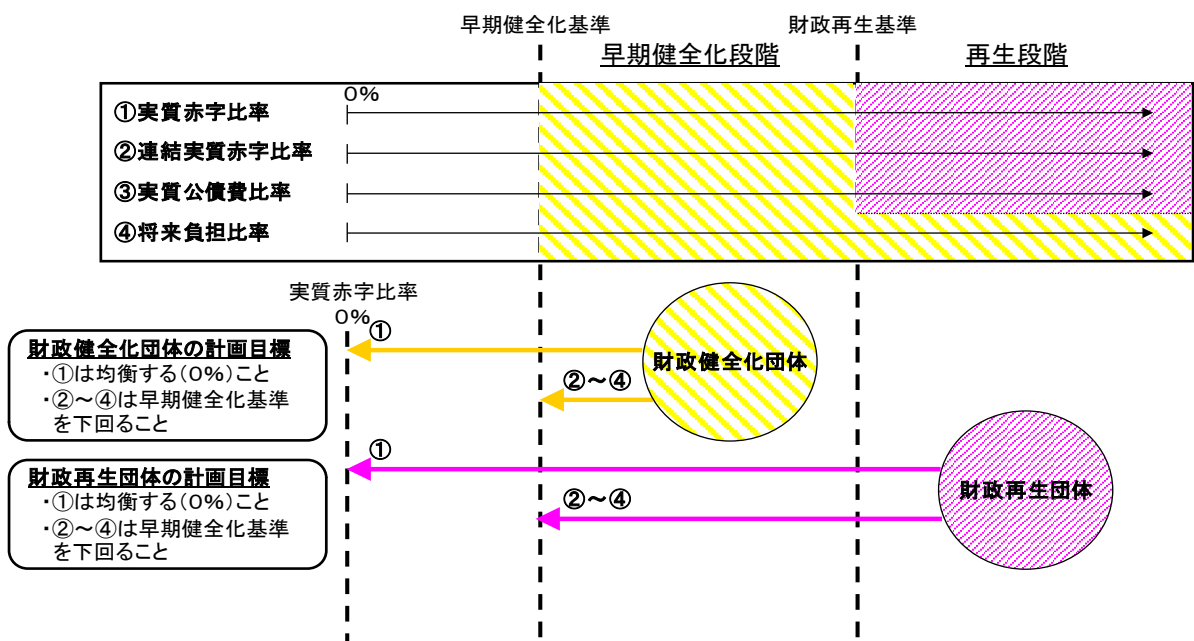 早期健全化基準
財政再生基準
早期健全化段階
再生段階
0%
①実質赤字比率
②連結実質赤字比率
③実質公債費比率
④将来負担比率
実質赤字比率
0%
①
財政健全化団体の計画目標
・①は均衡する(0%)こと
・②~④は早期健全化基準
を下回ること
②~④
財政健全化団体
①
財政再生団体の計画目標
・①は均衡する(0%)こと
・②~④は早期健全化基準
を下回ること
②~④
財政再生団体